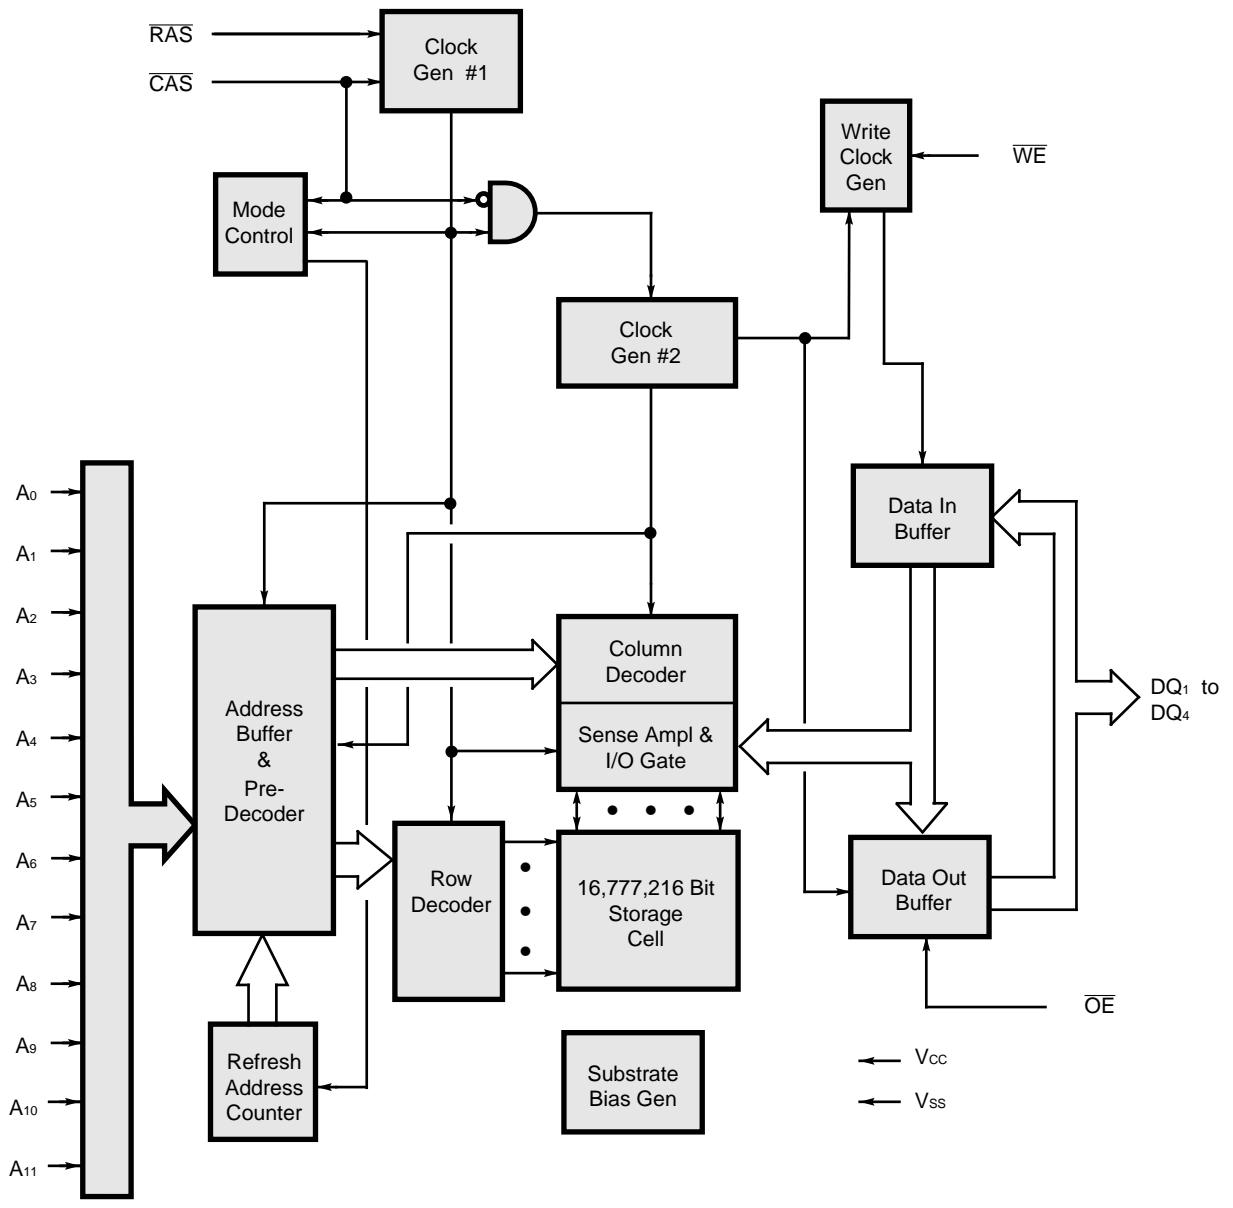 RAS
CAS
Clock
Gen #1
Write
Clock
Gen
WE
Mode
Control
Clock
Gen #2
A0
A1
A2
A3
A4
A5
A6
A7
A8
A9
A10
A11
Data In
Buffer
Column
Decoder
Sense Ampl &
I/O Gate
DQ1 to
DQ4
Address
Buffer
&
Pre-
Decoder
Row
Decoder
16,777,216 Bit
Storage
Cell
Data Out
Buffer
OE
Refresh
Address
Counter
Substrate
Bias Gen
VCC
VSS